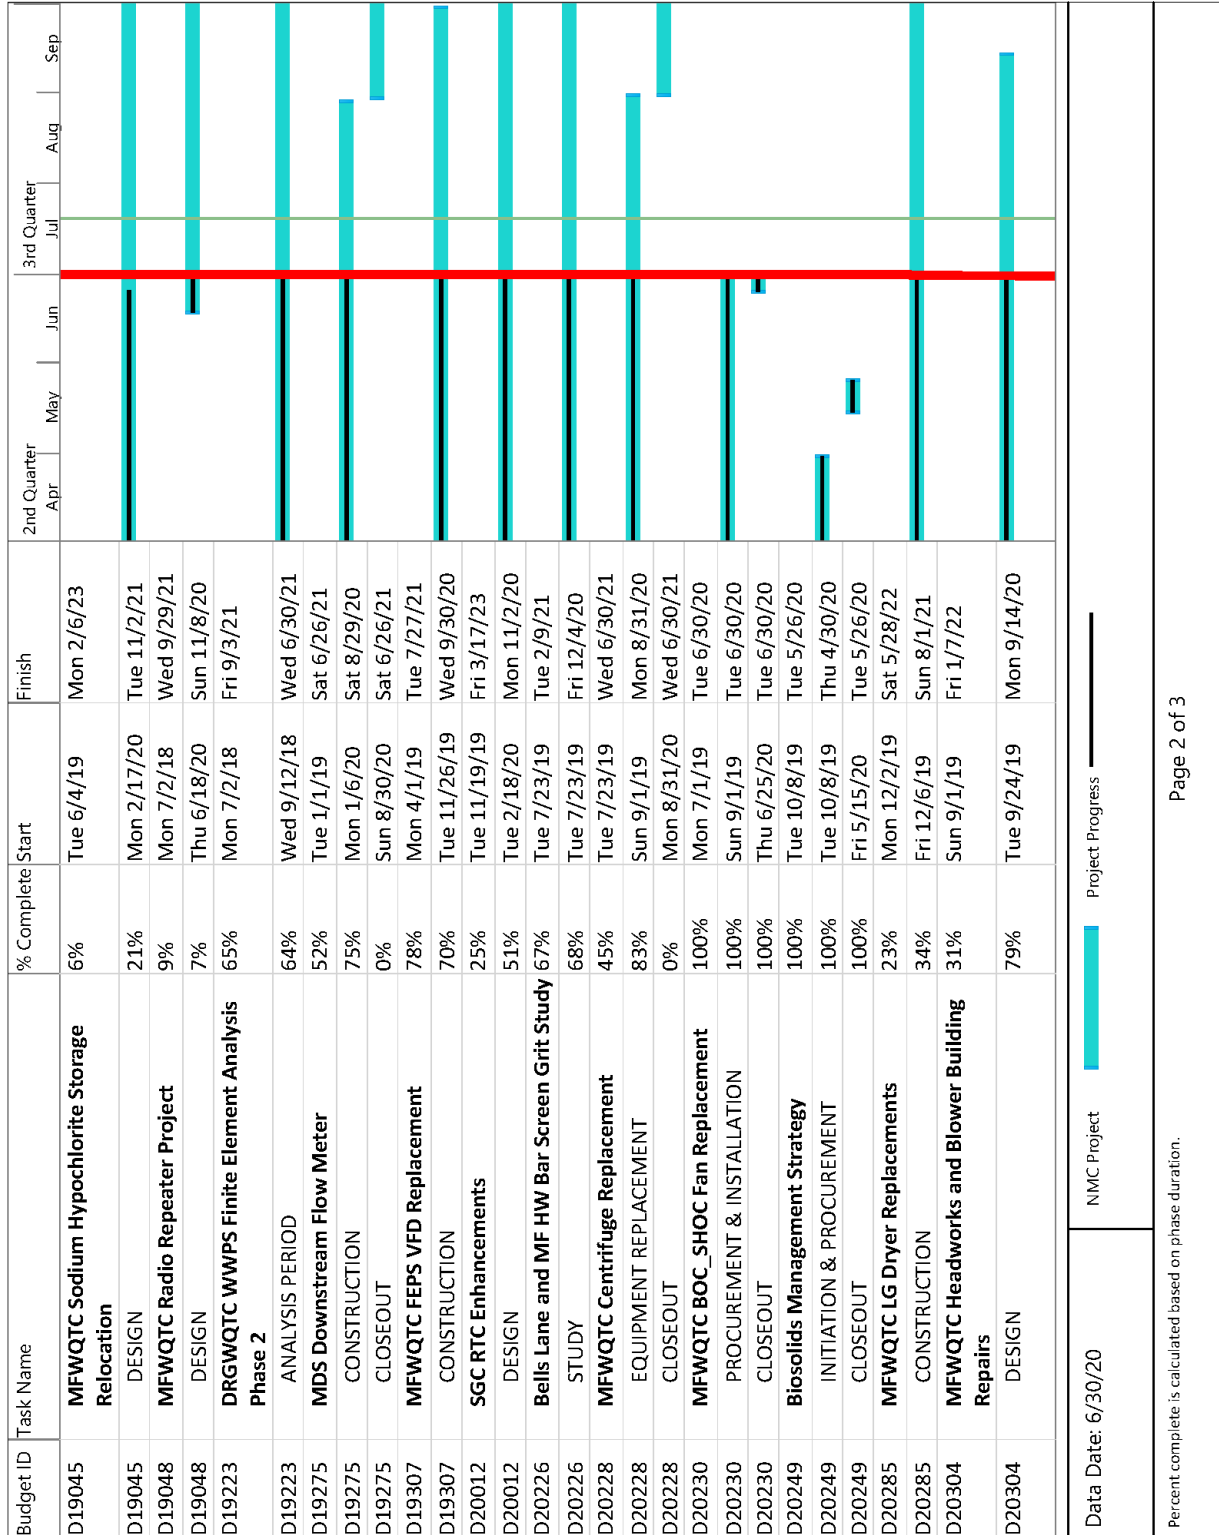 Budget ID Task Name % Complete Start Finish 2nd Quarter 3rd Quarter
Apr May Jun Jul Aug Sep
D19045 MFWQTC Sodium Hypochlorite Storage 6% Tue 6/4/19 Mon 2/6/23
Relocation
D19045 DESIGN 21% Mon 2/17/20 Tue 11/2/21
D19048 MFWQTC Radio Repeater Project 9% Mon 7/2/18 Wed 9/29/21
D19048 DESIGN 7% Thu 6/18/20 Sun 11/8/20
D19223 DRGWQTC WWPS Finite Element Analysis 65% Mon 7/2/18 Fri 9/3/21
Phase 2
D19223 ANALYSIS PERIOD 64% Wed 9/12/18 Wed 6/30/21
D19275 MDS Downstream Flow Meter 52% Tue 1/1/19 Sat 6/26/21
D19275 CONSTRUCTION 75% Mon 1/6/20 Sat 8/29/20
D19275 CLOSEOUT 0% Sun 8/30/20 Sat 6/26/21
D19307 MFWQTC FEPS VFD Replacement 78% Mon 4/1/19 Tue 7/27/21
D19307 CONSTRUCTION 70% Tue 11/26/19 Wed 9/30/20
D20012 SGC RTC Enhancements 25% Tue 11/19/19 Fri 3/17/23
D20012 DESIGN 51% Tue 2/18/20 Mon 11/2/20
D20226 Bells Lane and MF HW Bar Screen Grit Study 67% Tue 7/23/19 Tue 2/9/21
D20226 STUDY 68% Tue 7/23/19 Fri 12/4/20
D20228 MFWQTC Centrifuge Replacement 45% Tue 7/23/19 Wed 6/30/21
D20228 EQUIPMENT REPLACEMENT 83% Sun 9/1/19 Mon 8/31/20
D20228 CLOSEOUT 0% Mon 8/31/20 Wed 6/30/21
D20230 MFWQTC BOC_SHOC Fan Replacement 100% Mon 7/1/19 Tue 6/30/20
D20230 PROCUREMENT & INSTALLATION 100% Sun 9/1/19 Tue 6/30/20
D20230 CLOSEOUT 100% Thu 6/25/20 Tue 6/30/20
D20249 Biosolids Management Strategy 100% Tue 10/8/19 Tue 5/26/20
D20249 INITIATION & PROCUREMENT 100% Tue 10/8/19 Thu 4/30/20
D20249 CLOSEOUT 100% Fri 5/15/20 Tue 5/26/20
D20285 MFWQTC LG Dryer Replacements 23% Mon 12/2/19 Sat 5/28/22
D20285 CONSTRUCTION 34% Fri 12/6/19 Sun 8/1/21
D20304 MFWQTC Headworks and Blower Building 31% Sun 9/1/19 Fri 1/7/22
Repairs
D20304 DESIGN 79% Tue 9/24/19 Mon 9/14/20
Data Date: 6/30/20 NMC Project Project Progress
Percent complete is calculated based on phase duration.
Page 2 of 3